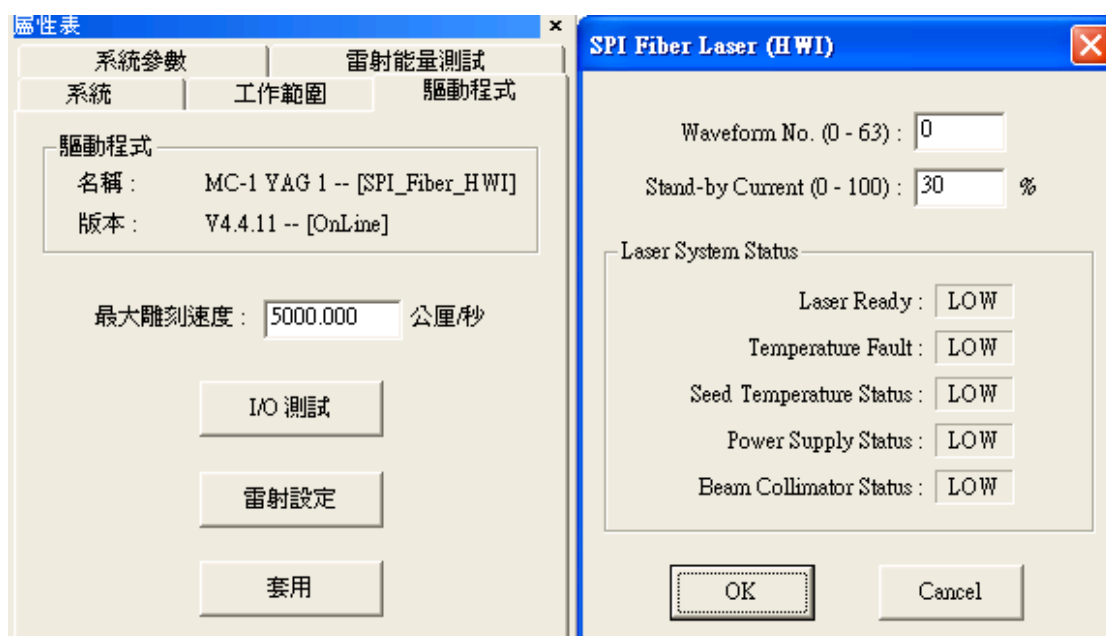 屬性表
系統參數
雷射能量測試
系統
工作範圍
驅動程式
驅動程式
名稱 : MC-1 YAG 1 -- [SPI_Fiber_HWI]
版本 : V4.4.11 -- [OnLine]
最大雕刻速度 : 5000.000 公厘/秒
I/O 測試
雷射設定
套用
SPI Fiber Laser (HWI)
Waveform No. (0 - 63) : 0
Stand-by Current (0 - 100) : 30 %
Laser System Status
Laser Ready : LOW
Temperature Fault : LOW
Seed Temperature Status : LOW
Power Supply Status : LOW
Beam Collimator Status : LOW
OK
Cancel